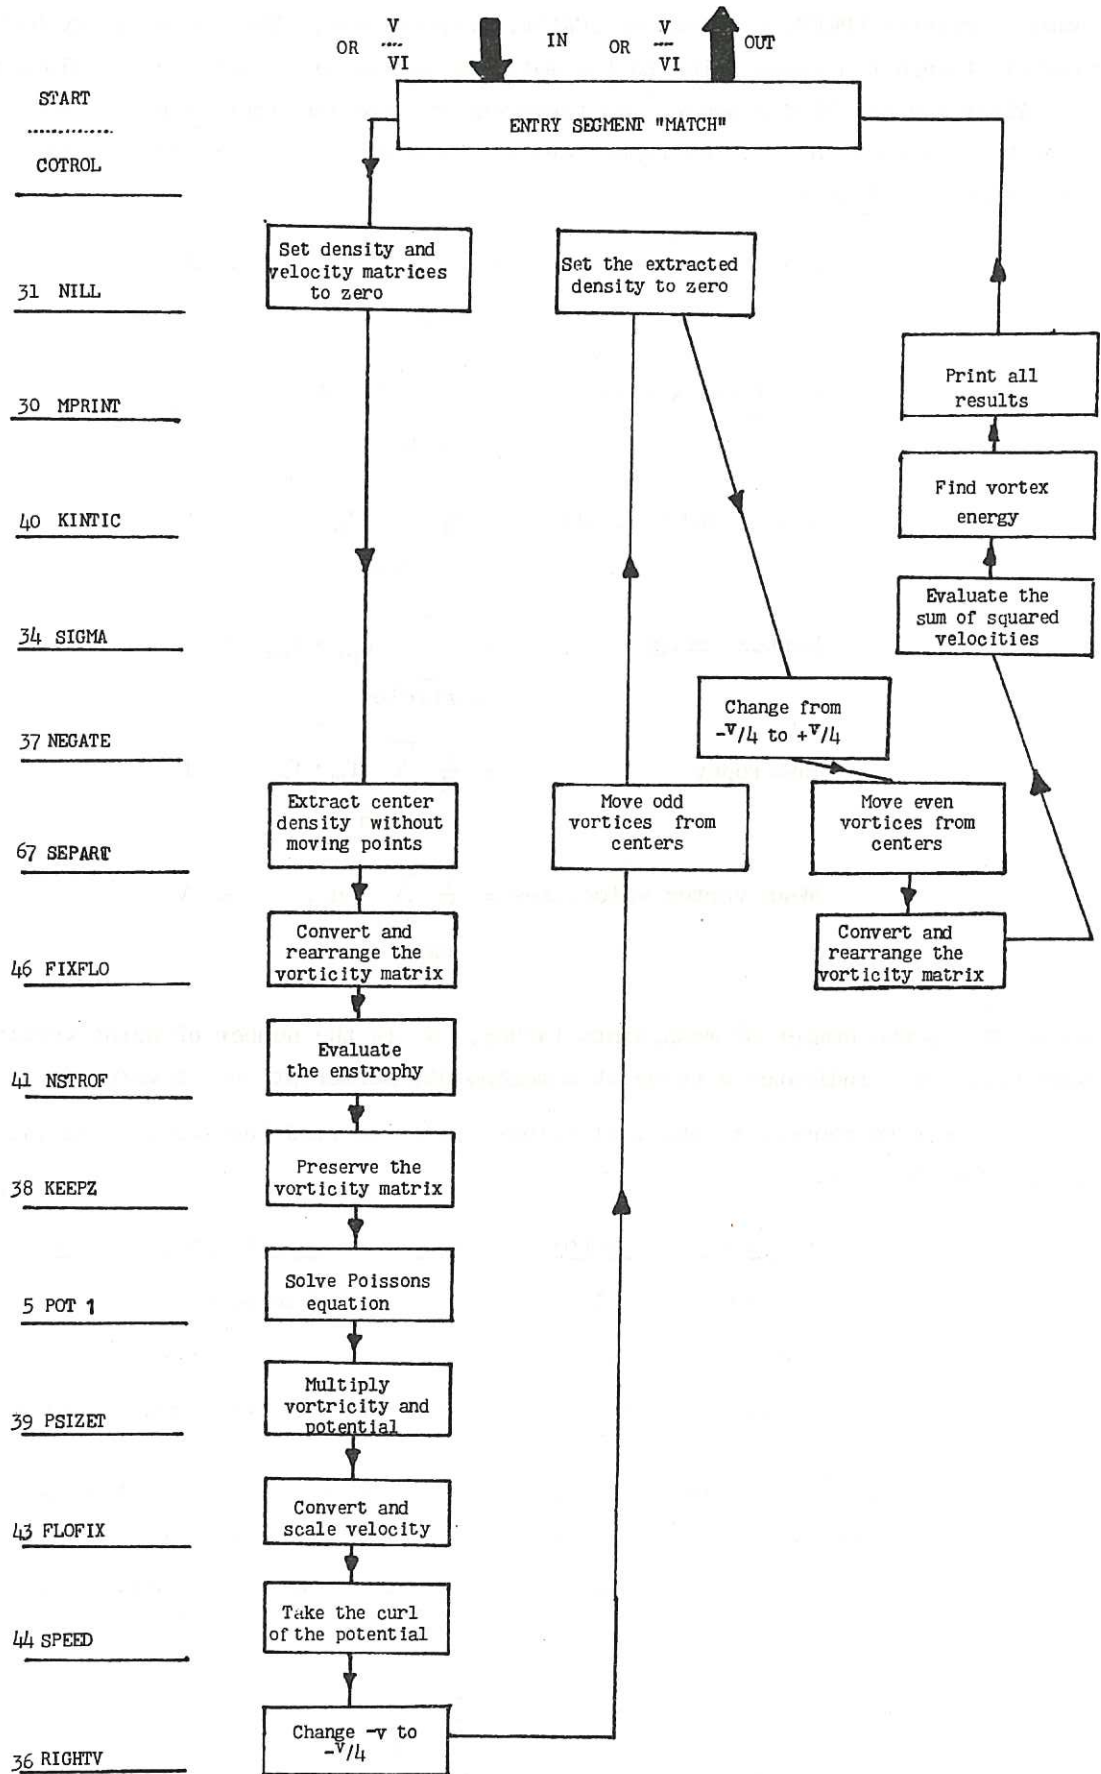 OR V/VI IN OR V/VI OUT
START
COTROL
ENTRY SEGMENT "MATCH"
31 NILL
Set density and
velocity matrices
to zero
Set the extracted
density to zero
30 MPRINT
Print all
results
40 KINTIC
Find vortex
energy
34 SIGMA
Evaluate the
sum of squared
velocities
37 NEGATE
Change from
-V/4 to +V/4
67 SEPART
Extract center
density without
moving points
Move odd
vortices from
centers
Move even
vortices from
centers
46 FIXFLO
Convert and
rearrange the
vorticity matrix
Convert and
rearrange the
vorticity matrix
41 NSTROF
Evaluate
the enstrophy
38 KEEPZ
Preserve the
vorticity matrix
5 POT 1
Solve Poissons
equation
39 PSIZET
Multiply
vortricity and
potential
43 FLOFIX
Convert and
scale velocity
44 SPEED
Take the curl
of the potential
36 RIGHTV
Change -v to
-V/4